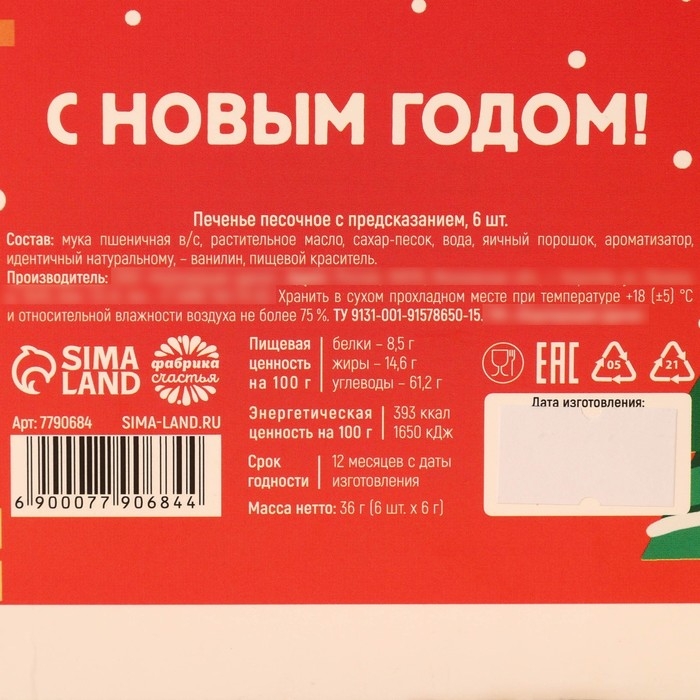 С НОВЫМ ГОДОМ!
Печенье песочное с предсказанием, 6 шт.
Состав: мука пшеничная в/с, растительное масло, сахар-песок, вода, яичный порошок, ароматизатор,
идентичный натуральному, – ванилин, пищевой краситель.
Производитель:
Хранить в сухом прохладном месте при температуре +18 (±5) °С
и относительной влажности воздуха не более 75 %. ТУ 9131-001-91578650-15.
SIMA
LAND
фабрика
счастья
Арт: 7790684 SIMA-LAND.RU
6 900077 906844
Пищевая белки – 8,5 г
ценность жиры – 14,6 г
на 100 г углеводы – 61,2 г
Энергетическая 393 ккал
ценность на 100 г 1650 кДж
Срок 12 месяцев с даты
годности изготовления
Масса нетто: 36 г (6 шт. х 6 г)
EAC
05
21
Дата изготовления: